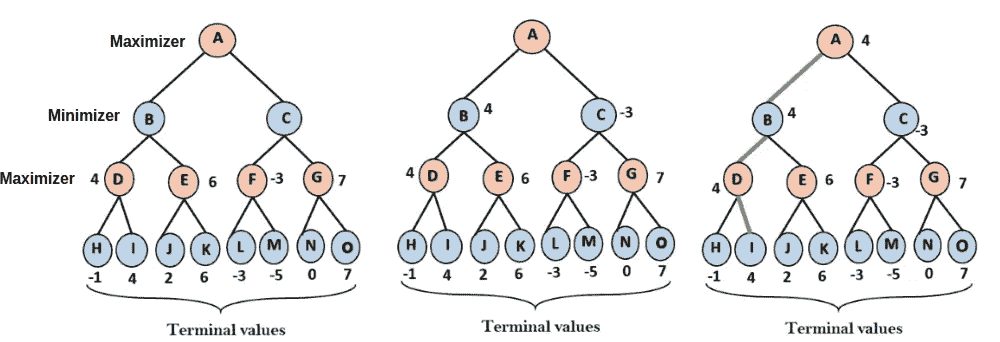 Maximizer A A A 4
Minimizer B C B 4 C -3 B 4 C -3
Maximizer 4 D E 6 F -3 G 7 4 D E 6 F -3 G 7 4 D E 6 F -3 G 7
H I J K L M N O H I J K L M N O H I J K L M N O
-1 4 2 6 -3 -5 0 7 -1 4 2 6 -3 -5 0 7 -1 4 2 6 -3 -5 0 7
Terminal values Terminal values Terminal values